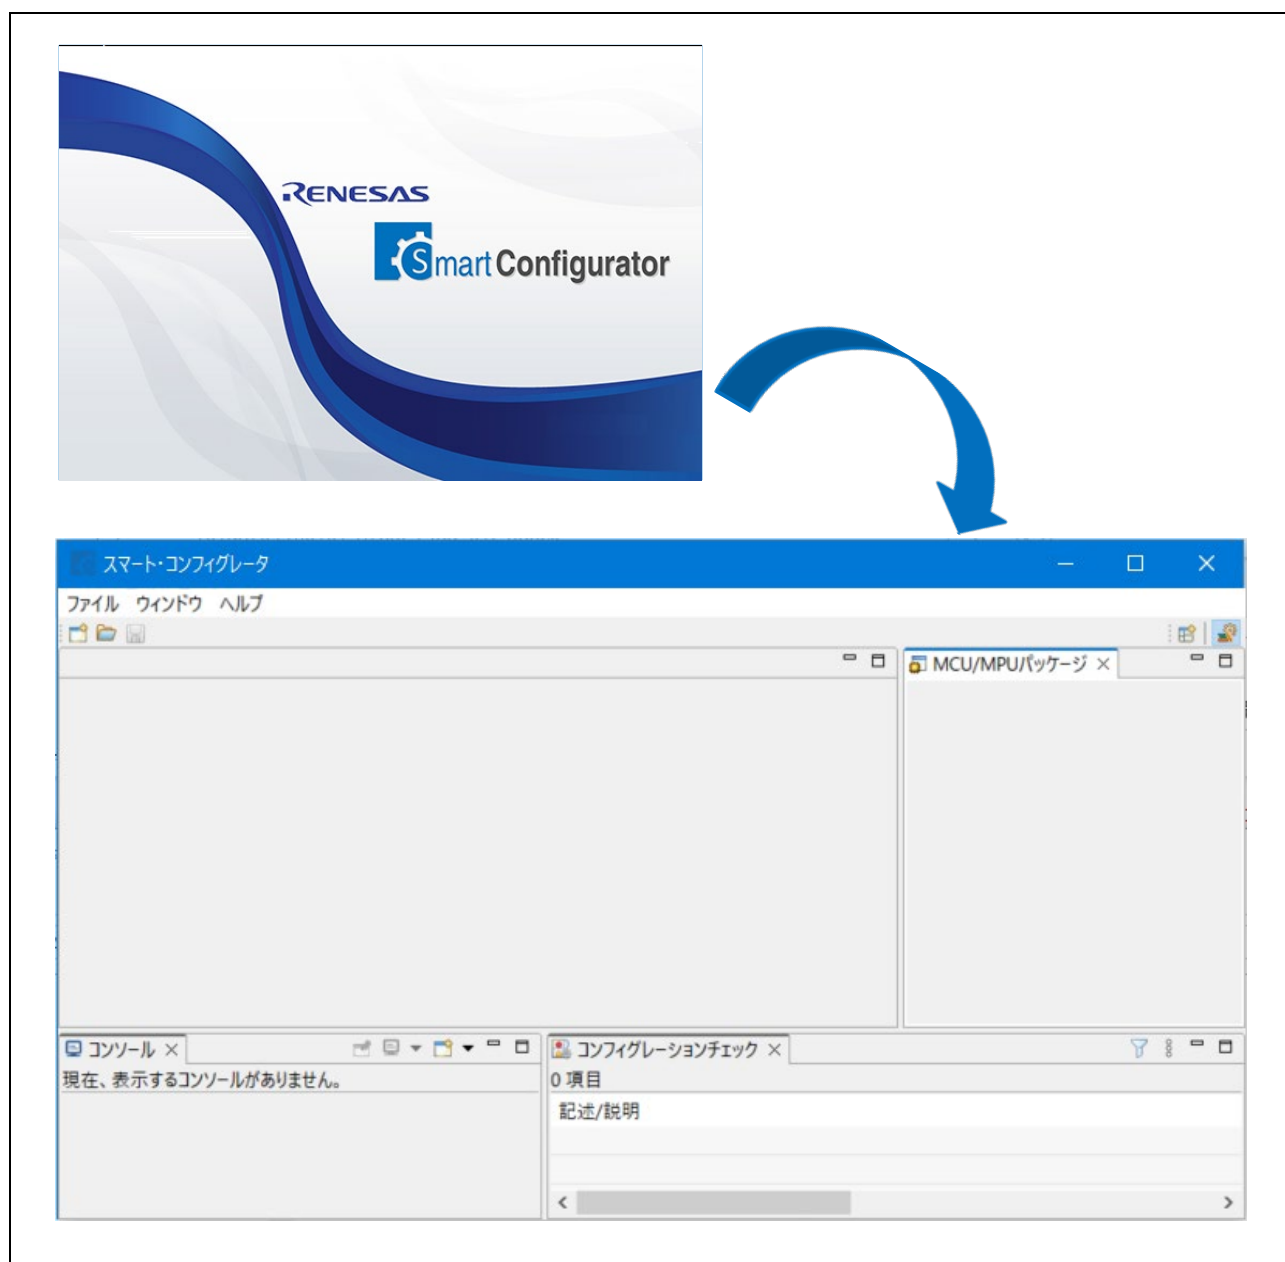 RENESAS
Smart Configurator
スマート・コンフィグレータ
ファイル ウィンドウ ヘルプ
MCU/MPUパッケージ
コンソール
現在、表示するコンソールがありません。
コンフィグレーションチェック
0 項目
記述/説明